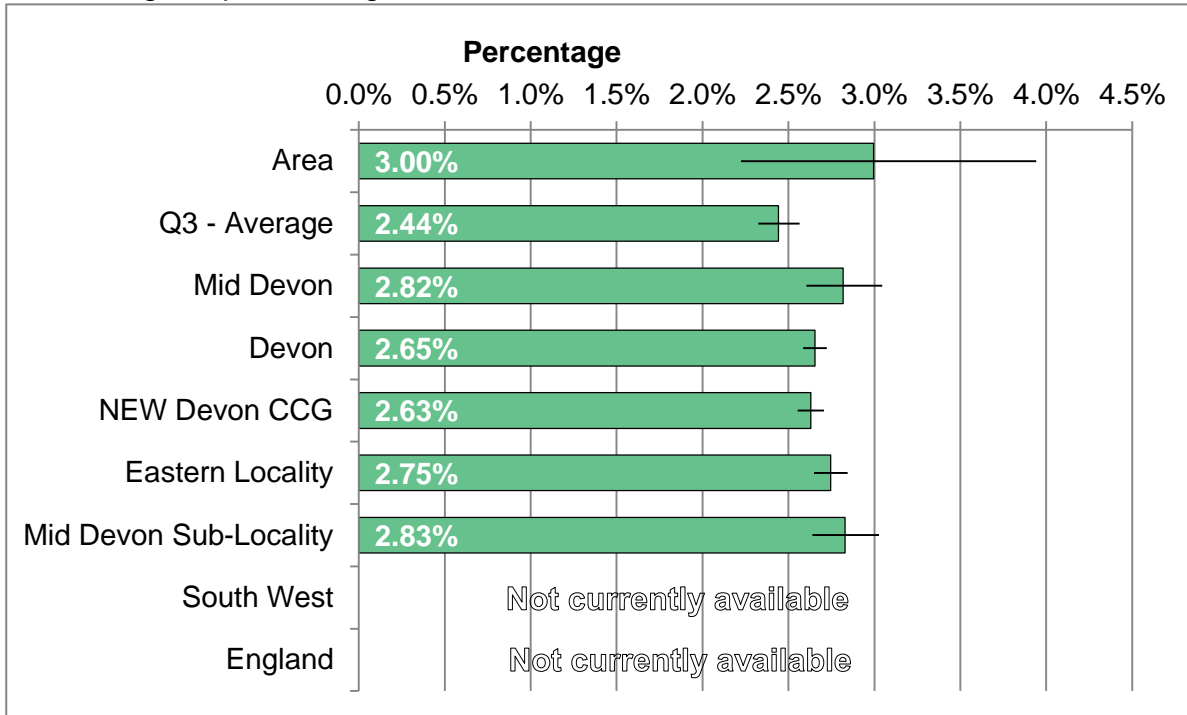 Percentage
0.0% 0.5% 1.0% 1.5% 2.0% 2.5% 3.0% 3.5% 4.0% 4.5%
Area 3.00%
Q3 - Average 2.44%
Mid Devon 2.82%
Devon 2.65%
NEW Devon CCG 2.63%
Eastern Locality 2.75%
Mid Devon Sub-Locality 2.83%
South West Not currently available
England Not currently available